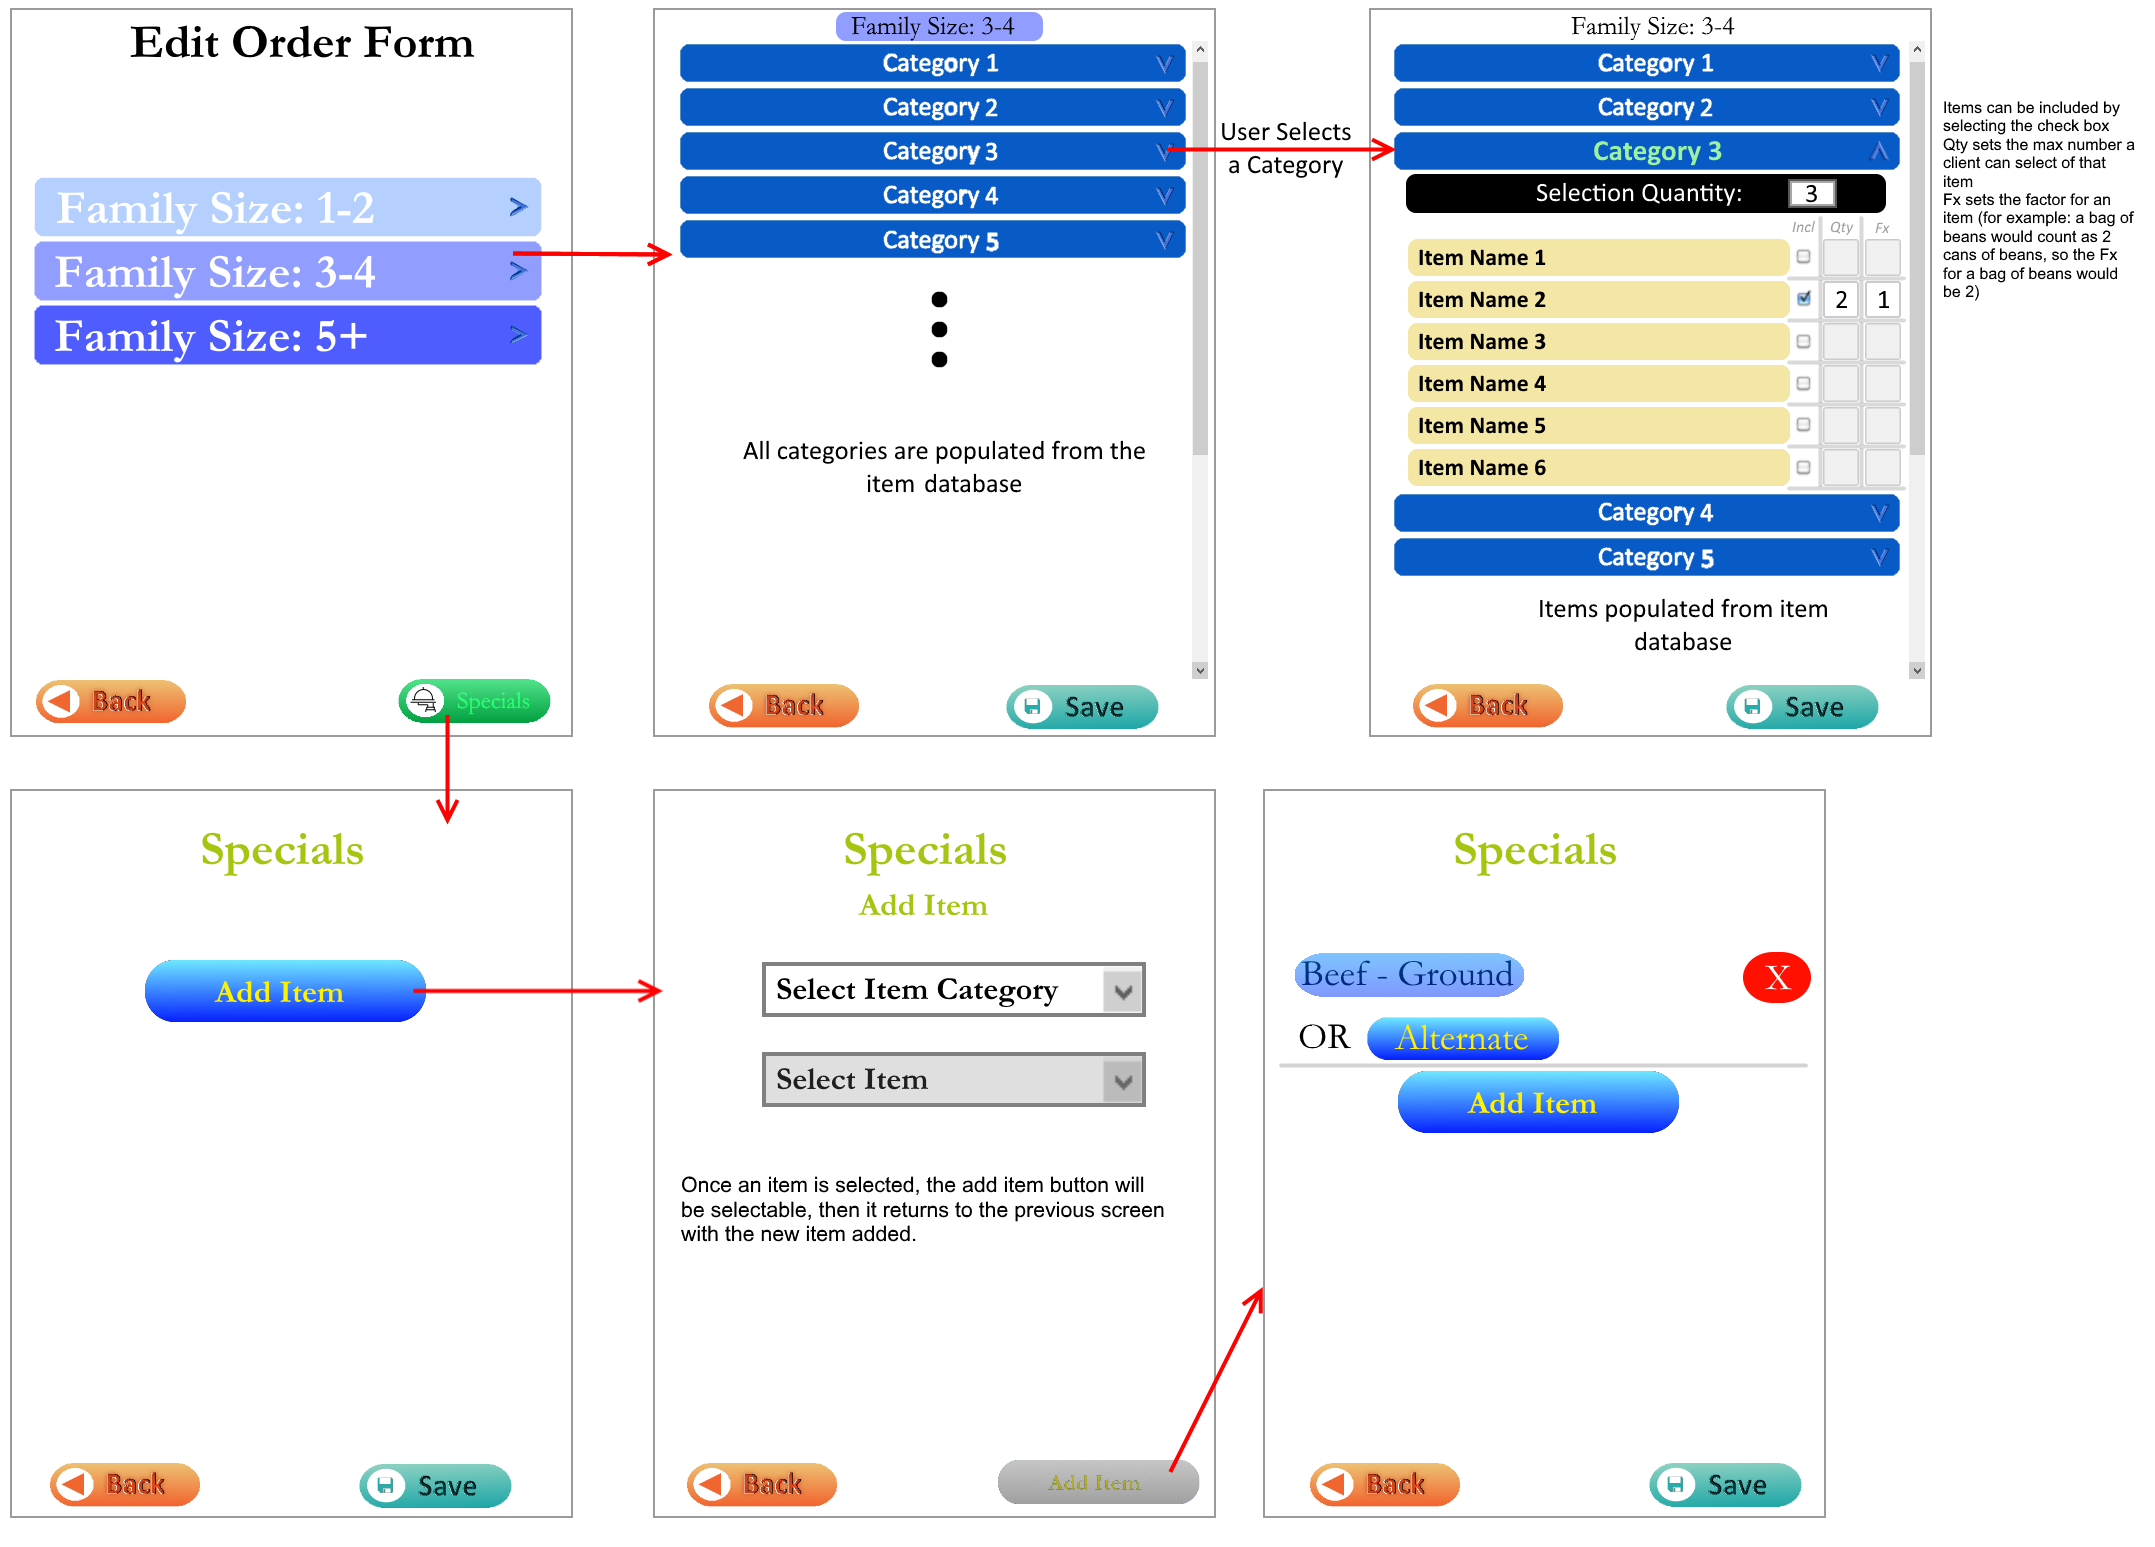 Edit Order Form
Family Size: 1-2 >
Family Size: 3-4 >
Family Size: 5+ >
Back
Specials
Family Size: 3-4
Category 1
Category 2
Category 3
Category 4
Category 5
All categories are populated from the
item database
Back
Save
User Selects
a Category
Family Size: 3-4
Category 1
Category 2
Category 3
Selection Quantity: 3
Incl Qty Fx
Item Name 1
Item Name 2 2 1
Item Name 3
Item Name 4
Item Name 5
Item Name 6
Category 4
Category 5
Items populated from item
database
Back
Save
Items can be included by
selecting the check box
Qty sets the max number a
client can select of that
item
Fx sets the factor for an
item (for example: a bag of
beans would count as 2
cans of beans, so the Fx
for a bag of beans would
be 2)
Specials
Add Item
Back
Save
Specials
Add Item
Select Item Category
Select Item
Once an item is selected, the add item button will
be selectable, then it returns to the previous screen
with the new item added.
Back
Add Item
Specials
Beef - Ground
X
OR Alternate
Add Item
Back
Save